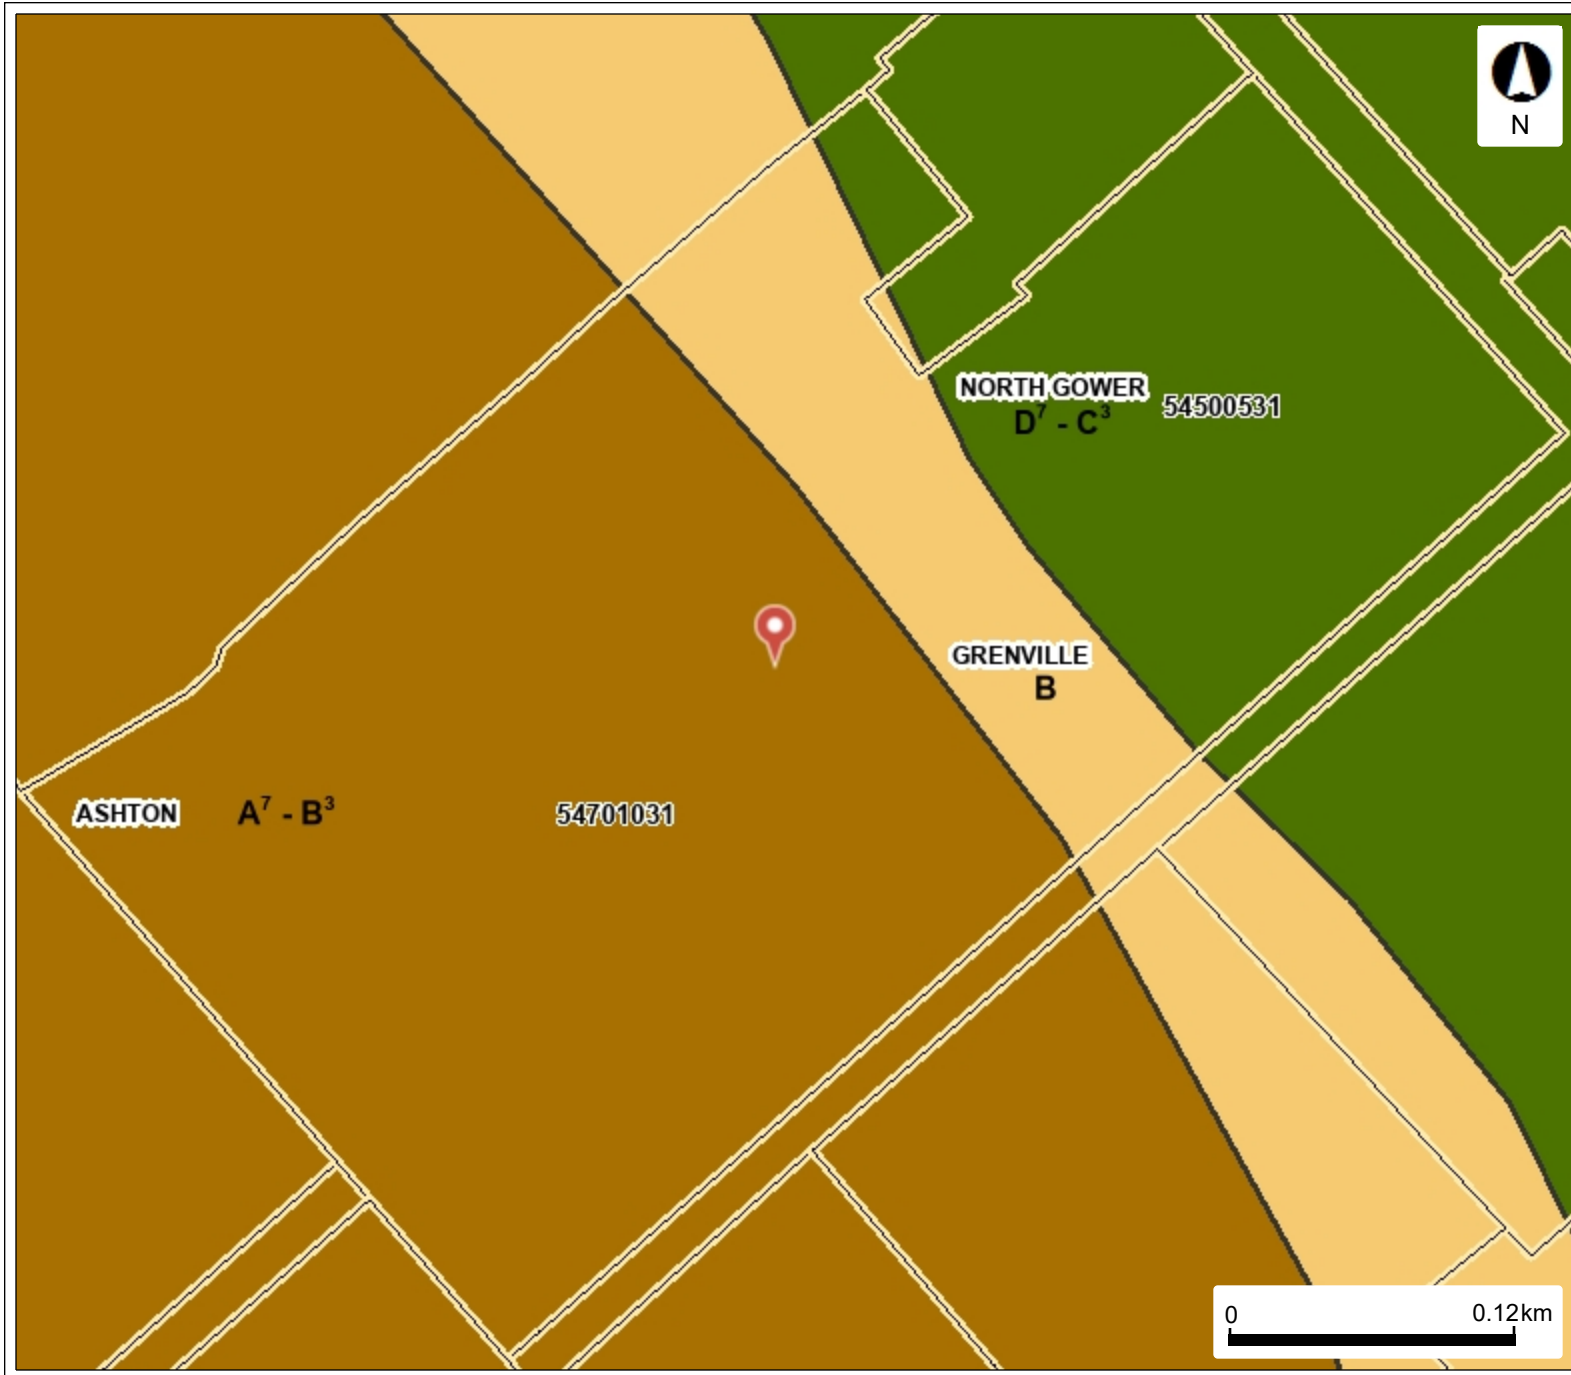 N
NORTH GOWER
D⁷ - C³
54500531
GRENVILLE
B
ASHTON
A⁷ - B³
54701031
0
0.12km